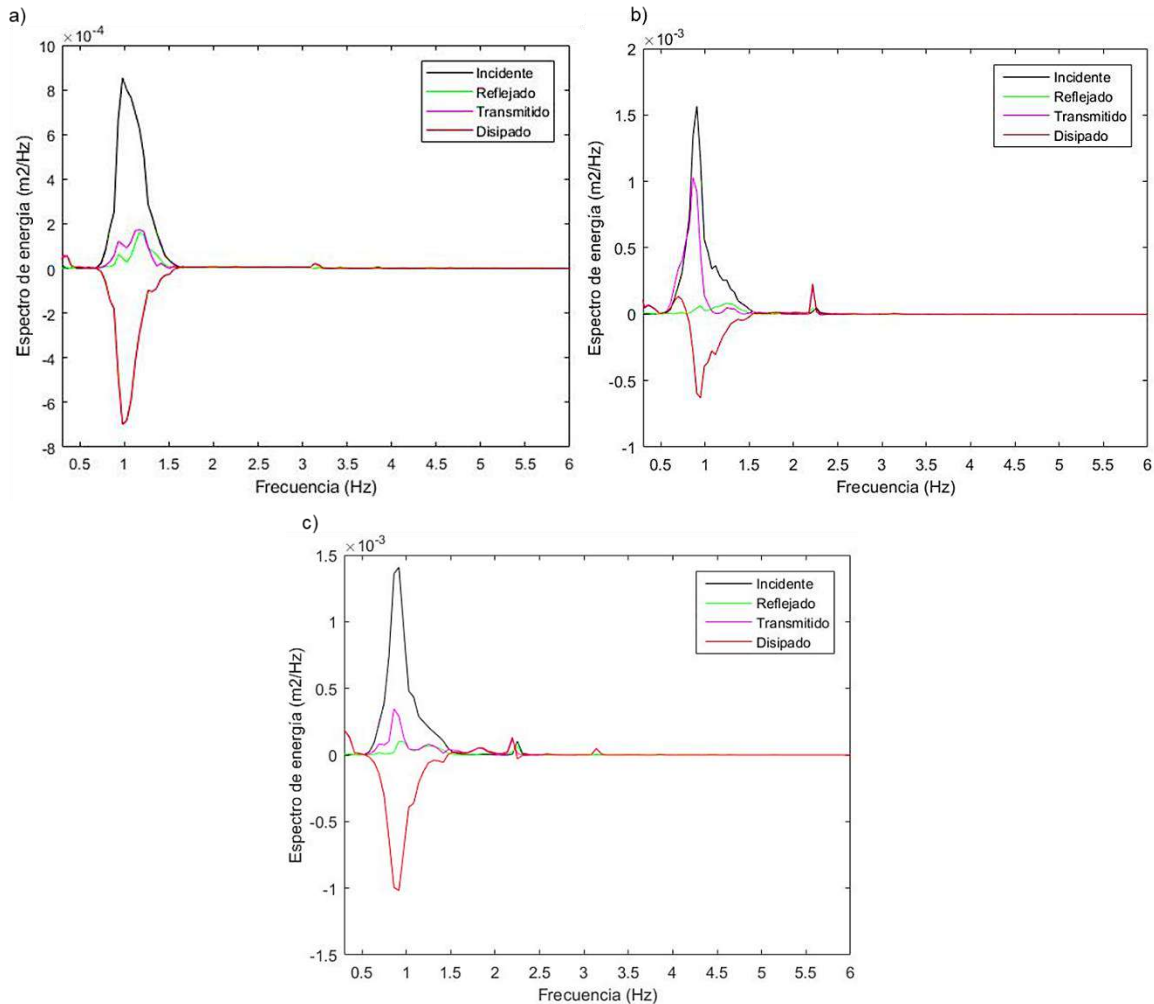 a)
×10⁻⁴
10
8
6
4
2
0
-2
-4
-6
-8
Espectro de energía (m2/Hz)
Incidente
Reflejado
Transmitido
Disipado
0.5 1 1.5 2 2.5 3 3.5 4 4.5 5 5.5 6
Frecuencia (Hz)
b)
×10⁻³
2
1.5
1
0.5
0
-0.5
-1
Espectro de energía (m2/Hz)
Incidente
Reflejado
Transmitido
Disipado
0.5 1 1.5 2 2.5 3 3.5 4 4.5 5 5.5 6
Frecuencia (Hz)
c)
×10⁻³
1.5
1
0.5
0
-0.5
-1
-1.5
Espectro de energía (m2/Hz)
Incidente
Reflejado
Transmitido
Disipado
0.5 1 1.5 2 2.5 3 3.5 4 4.5 5 5.5 6
Frecuencia (Hz)